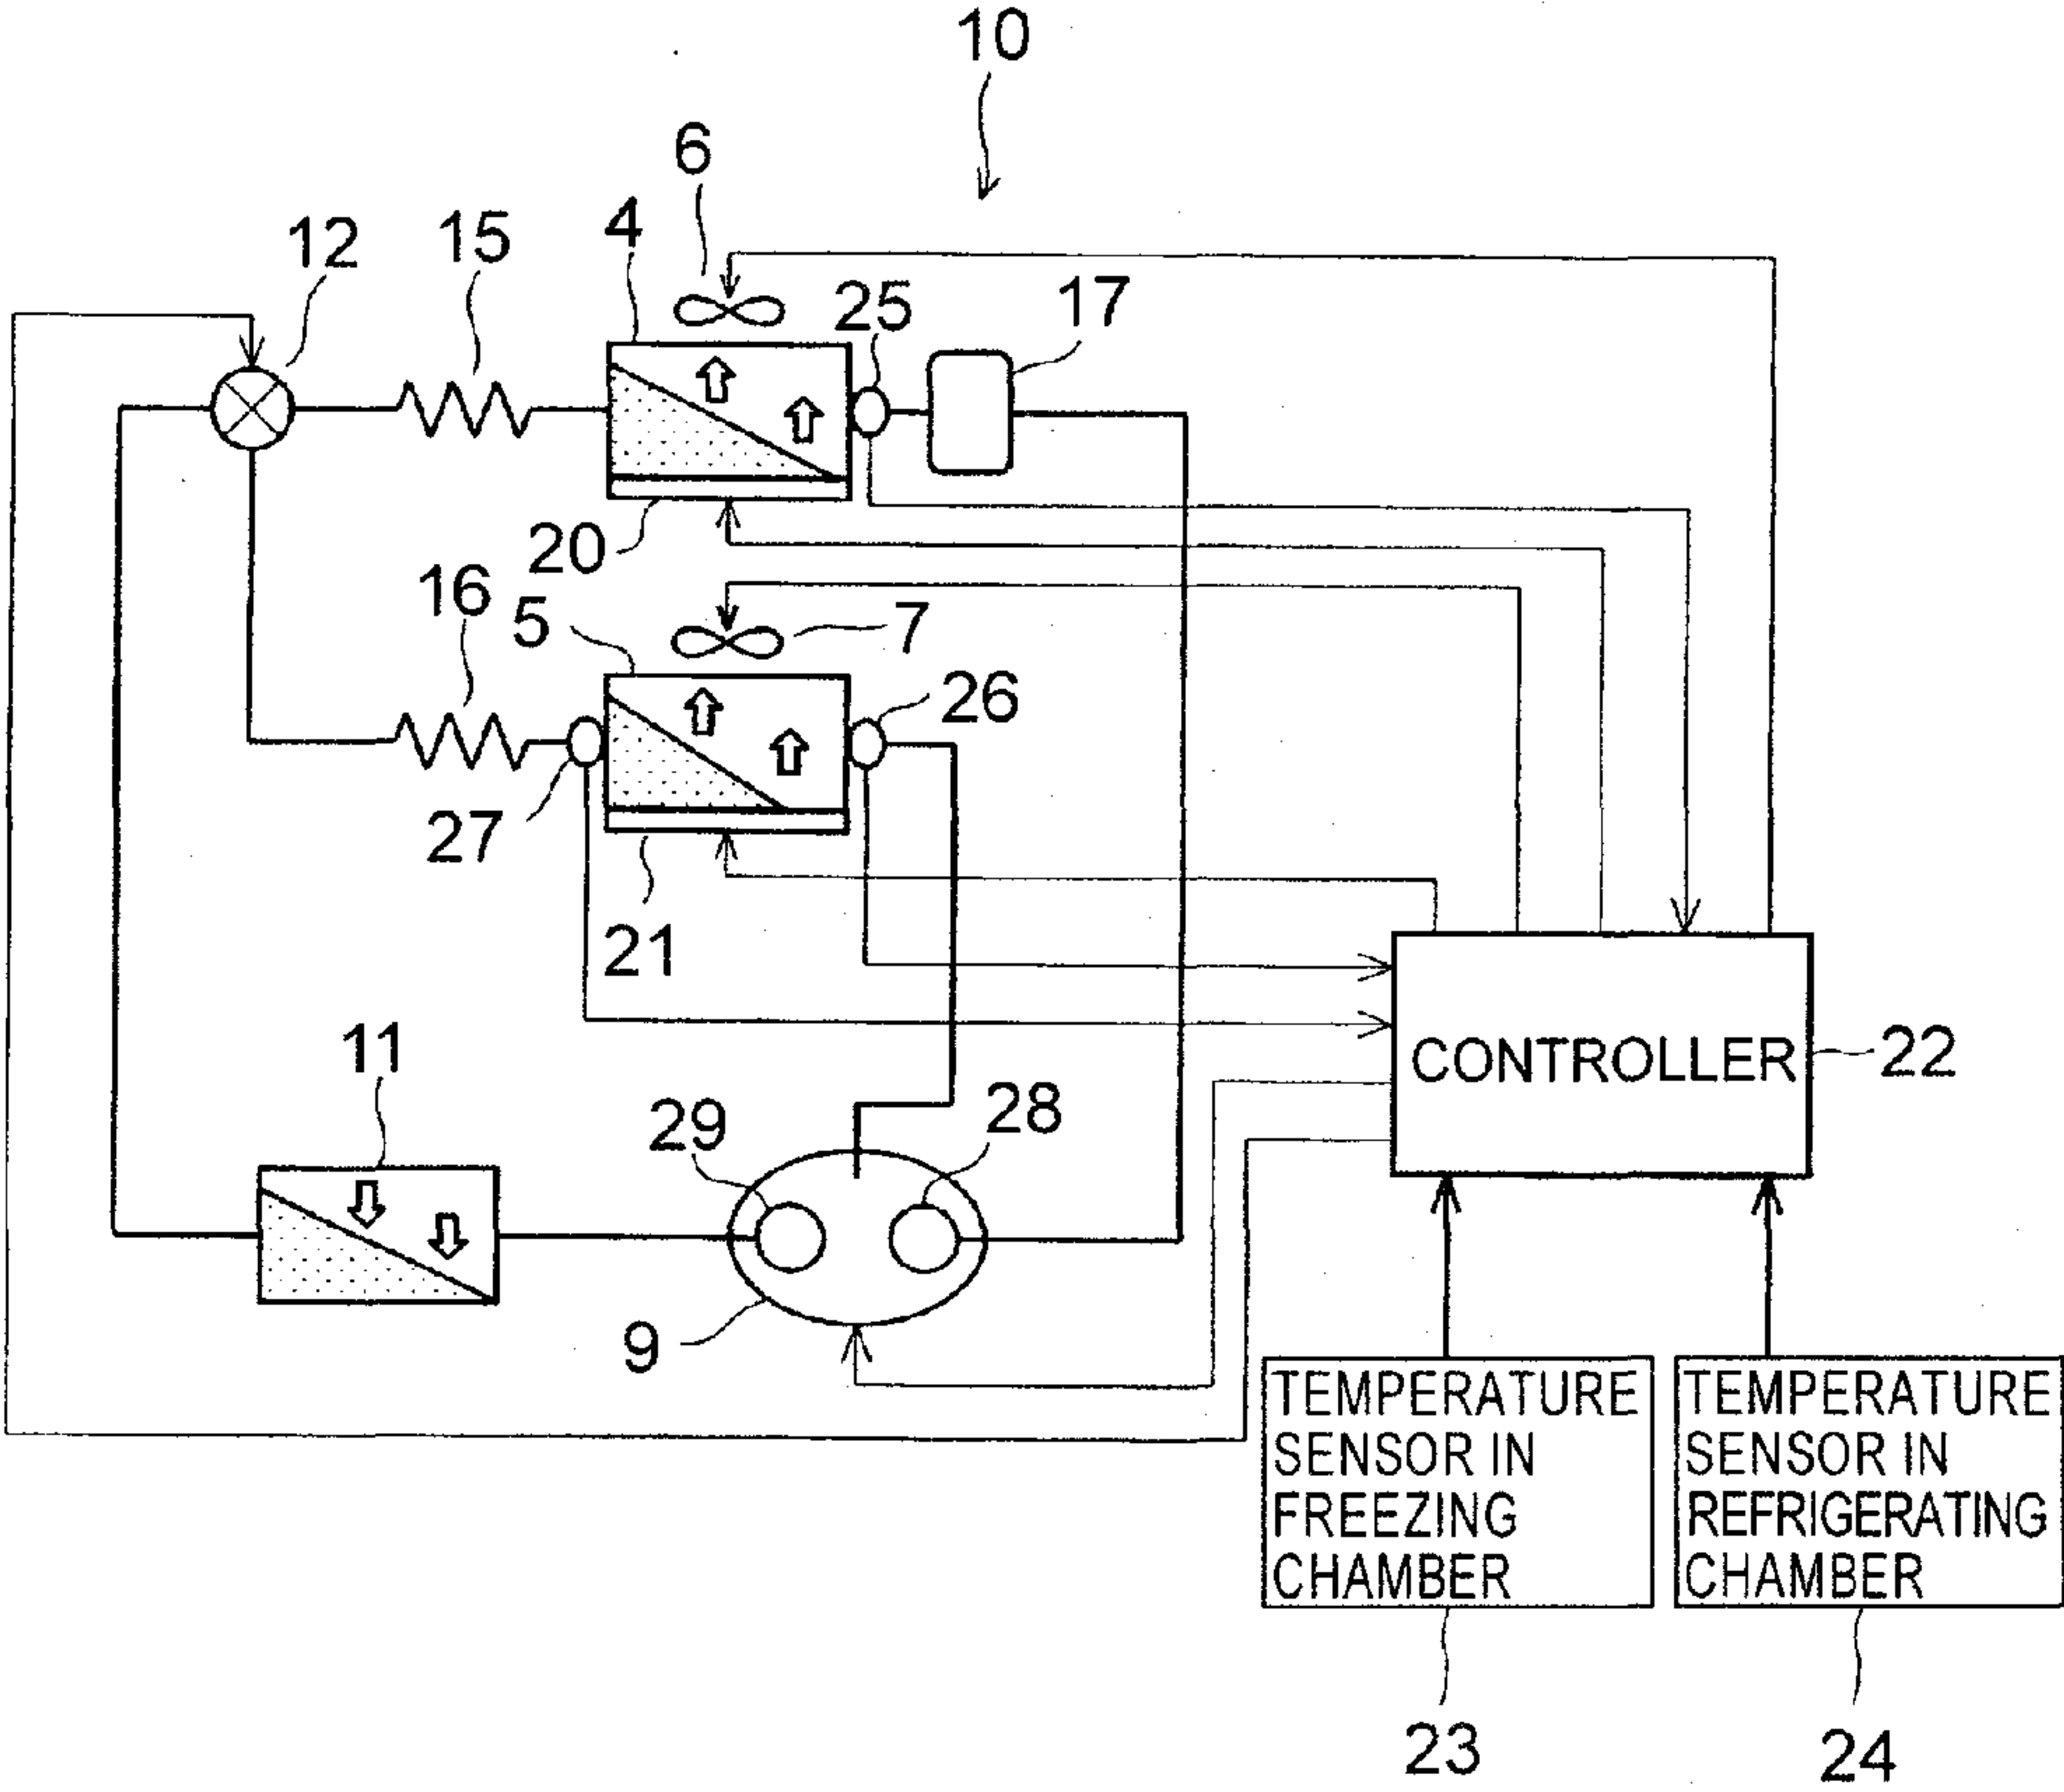 10
6
4
12
15
25
17
20
16
5
7
26
27
21
11
CONTROLLER
22
29
28
9
TEMPERATURE
SENSOR IN
FREEZING
CHAMBER
TEMPERATURE
SENSOR IN
REFRIGERATING
CHAMBER
23
24